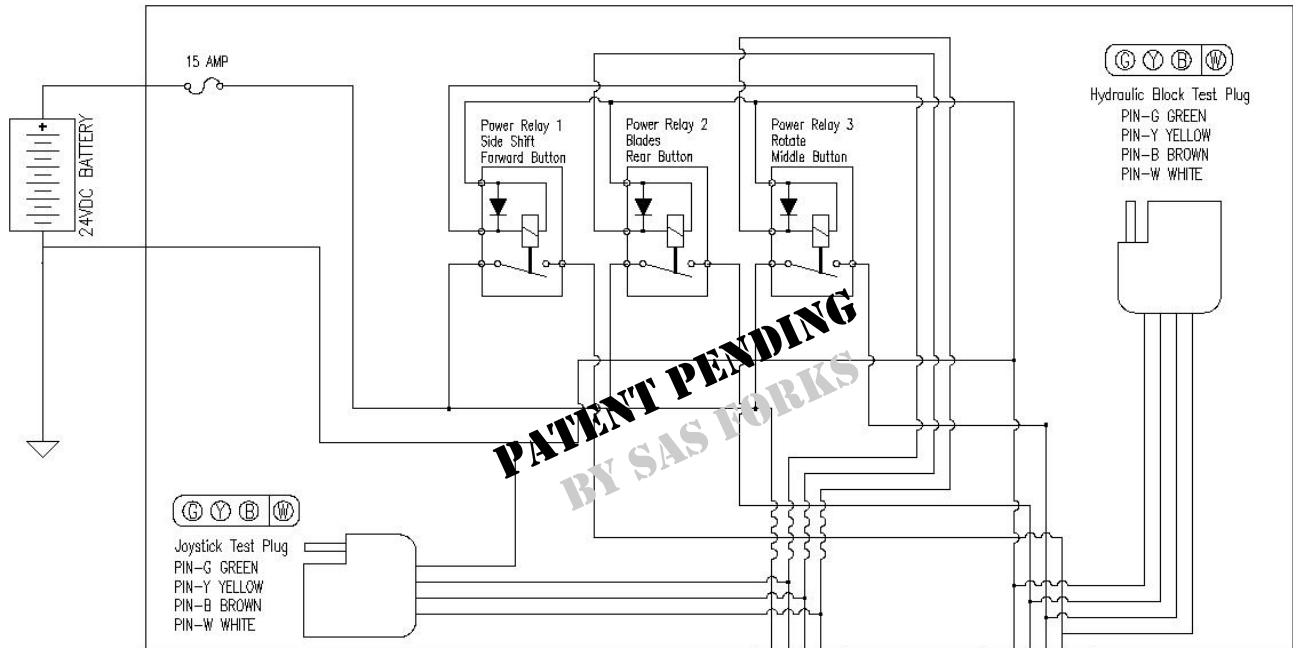 15 AMP
+
24VDC BATTERY
Power Relay 1
Side Shift
Forward Button
Power Relay 2
Blades
Rear Button
Power Relay 3
Rotate
Middle Button
G Y B W
Hydraulic Block Test Plug
PIN-G GREEN
PIN-Y YELLOW
PIN-B BROWN
PIN-W WHITE
PATENT PENDING
BY SAS FORKS
G Y B W
Joystick Test Plug
PIN-G GREEN
PIN-Y YELLOW
PIN-B BROWN
PIN-W WHITE